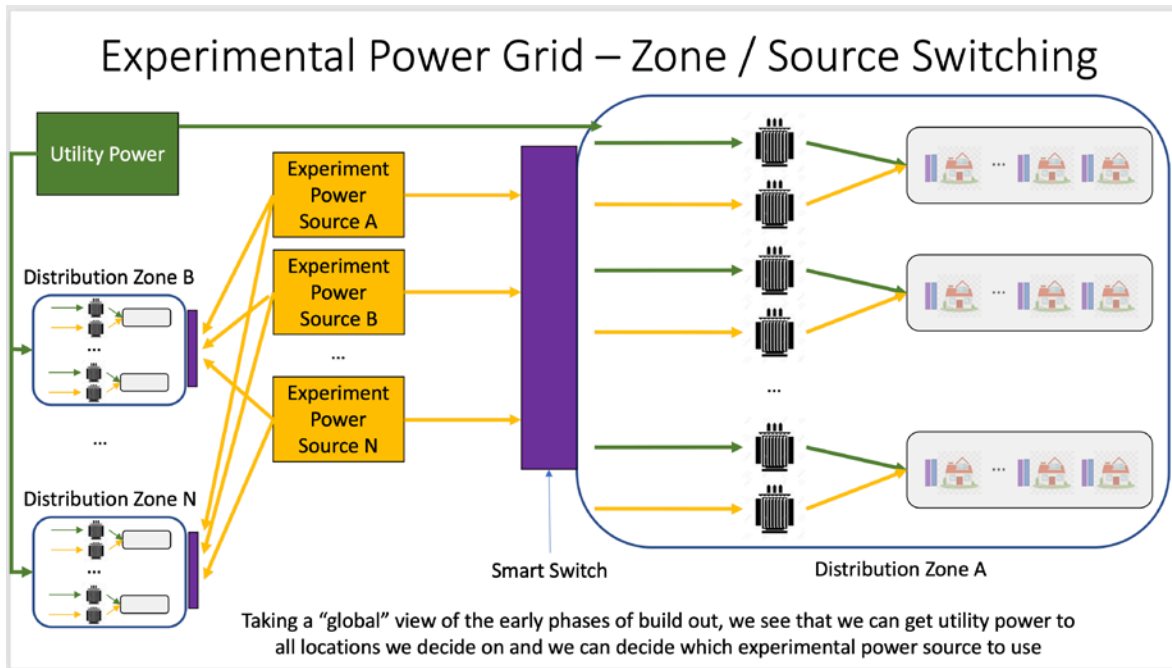 Experimental Power Grid – Zone / Source Switching
Utility Power
Experiment
Power
Source A
Experiment
Power
Source B
...
Experiment
Power
Source N
Distribution Zone B
...
...
...
Distribution Zone N
...
...
...
...
...
Smart Switch
Distribution Zone A
Taking a “global” view of the early phases of build out, we see that we can get utility power to
all locations we decide on and we can decide which experimental power source to use